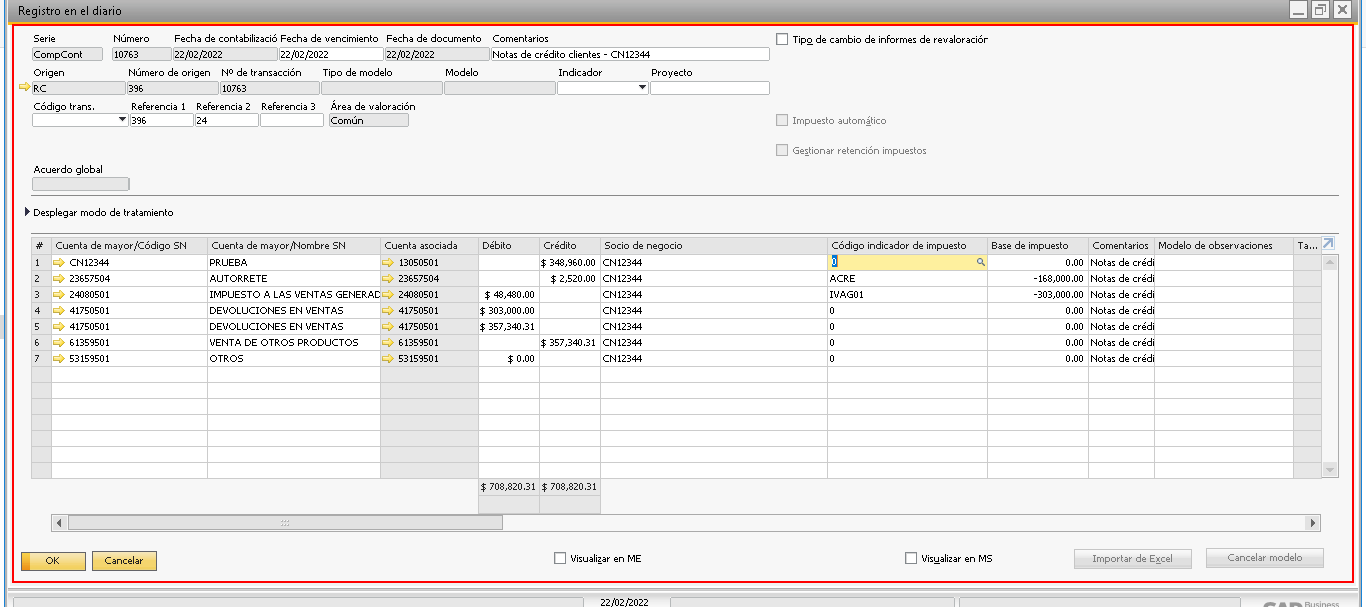 Registro en el diario
Serie Número Fecha de contabilizació Fecha de vencimiento Fecha de documento Comentarios
CompCont 10763 22/02/2022 22/02/2022 22/02/2022 Notas de crédito clientes - CN12344
Tipo de cambio de informes de revaloración
Origen Número de origen Nº de transacción Tipo de modelo Modelo Indicador Proyecto
RC 396 10763
Código trans. Referencia 1 Referencia 2 Referencia 3 Área de valoración
396 24 Común
Impuesto automático
Gestionar retención impuestos
Acuerdo global
Desplegar modo de tratamiento
# Cuenta de mayor/Código SN Cuenta de mayor/Nombre SN Cuenta asociada Débito Crédito Socio de negocio Código indicador de impuesto Base de impuesto Comentarios Modelo de observaciones Ta...
1 CN12344 PRUEBA 13050501 $ 348,960.00 CN12344 0 0.00 Notas de crédi
2 23657504 AUTORRETE 23657504 $ 2,520.00 CN12344 ACRE -168,000.00 Notas de crédi
3 24080501 IMPUESTO A LAS VENTAS GENERAD 24080501 $ 48,480.00 CN12344 IVAG01 -303,000.00 Notas de crédi
4 41750501 DEVOLUCIONES EN VENTAS 41750501 $ 303,000.00 CN12344 0 0.00 Notas de crédi
5 41750501 DEVOLUCIONES EN VENTAS 41750501 $ 357,340.31 CN12344 0 0.00 Notas de crédi
6 61359501 VENTA DE OTROS PRODUCTOS 61359501 $ 357,340.31 CN12344 0 0.00 Notas de crédi
7 53159501 OTROS 53159501 $ 0.00 CN12344 0 0.00 Notas de crédi
$ 708,820.31 $ 708,820.31
OK Cancelar Visualizar en ME Visualizar en MS Importar de Excel Cancelar modelo
22/02/2022
Business